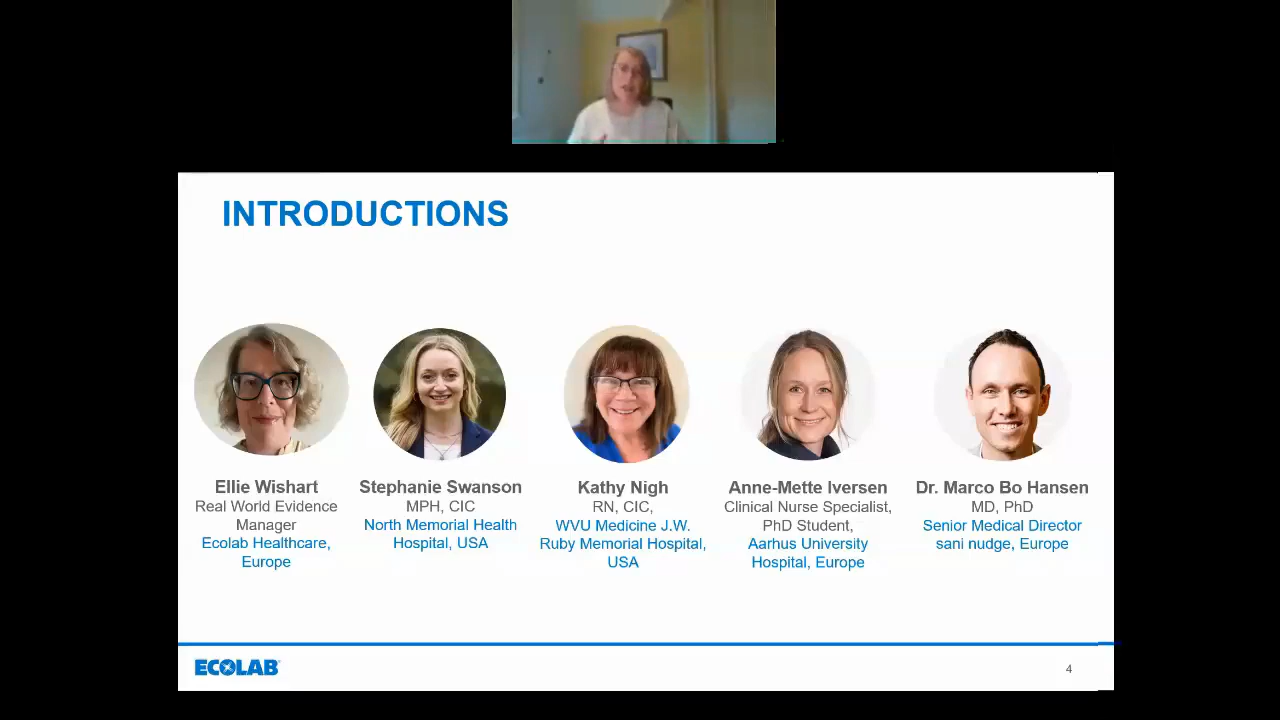 INTRODUCTIONS
Ellie Wishart
Real World Evidence
Manager
Ecolab Healthcare,
Europe
Stephanie Swanson
MPH, CIC
North Memorial Health
Hospital, USA
Kathy Nigh
RN, CIC,
WVU Medicine J.W.
Ruby Memorial Hospital,
USA
Anne-Mette Iversen
Clinical Nurse Specialist,
PhD Student,
Aarhus University
Hospital, Europe
Dr. Marco Bo Hansen
MD, PhD
Senior Medical Director
sani nudge, Europe
ECOLAB
4